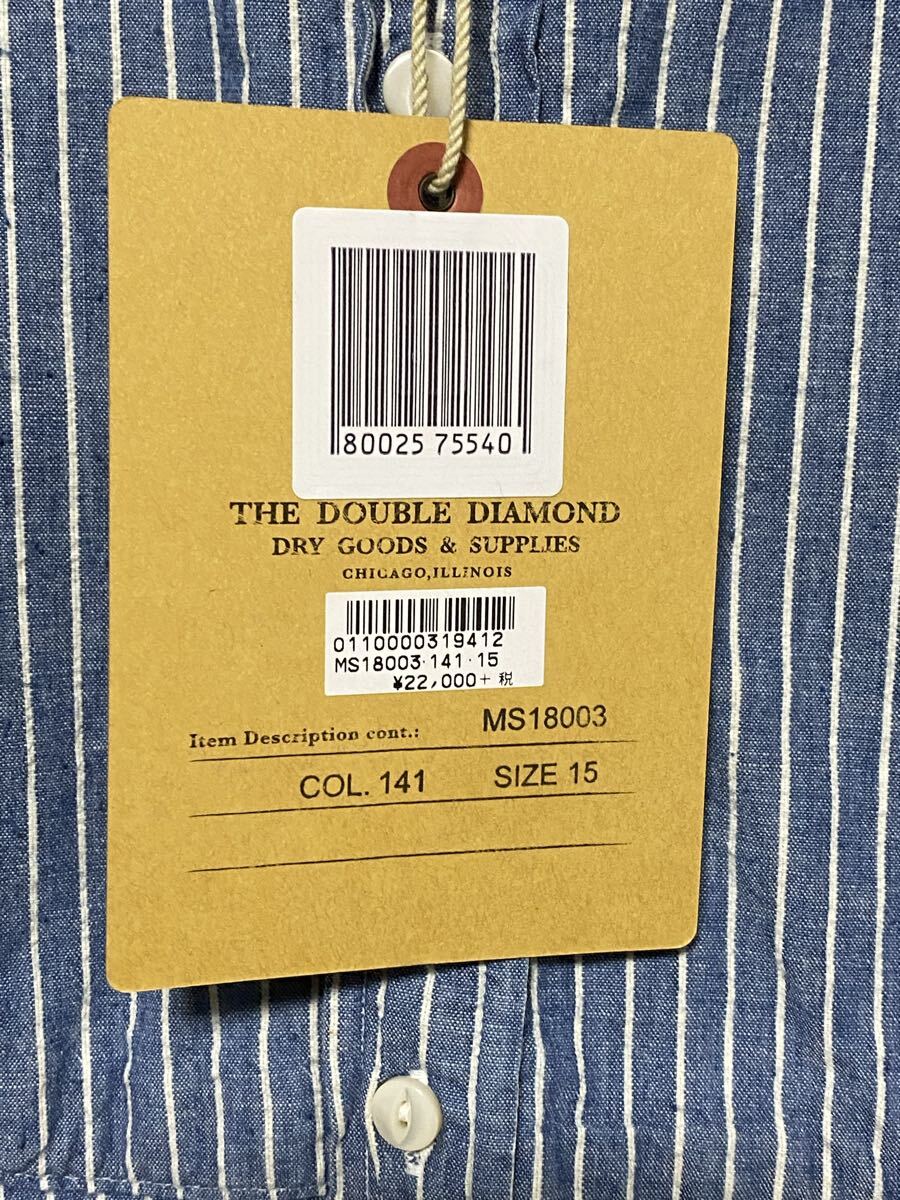 80025 75540
THE DOUBLE DIAMOND
DRY GOODS & SUPPLIES
CHICAGO, ILLINOIS
0110000319412
MS18003·141·15
¥22,000+ 税
Item Description cont.: MS18003
COL. 141 SIZE 15